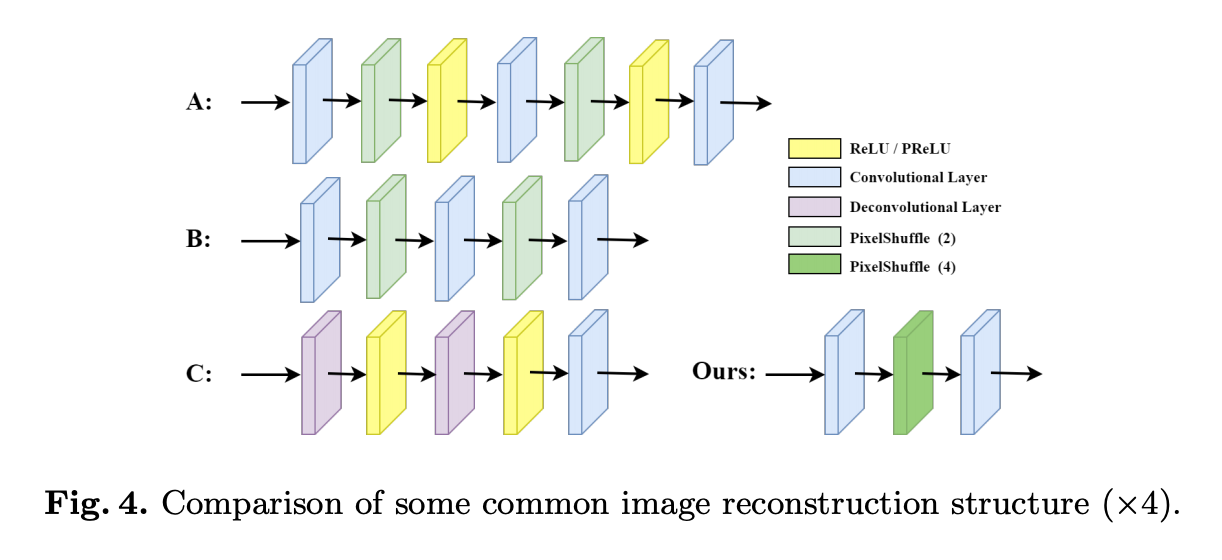 A:
ReLU / PReLU
Convolutional Layer
Deconvolutional Layer
B:
PixelShuffle (2)
PixelShuffle (4)
C:
Ours:
Fig. 4. Comparison of some common image reconstruction structure (×4).